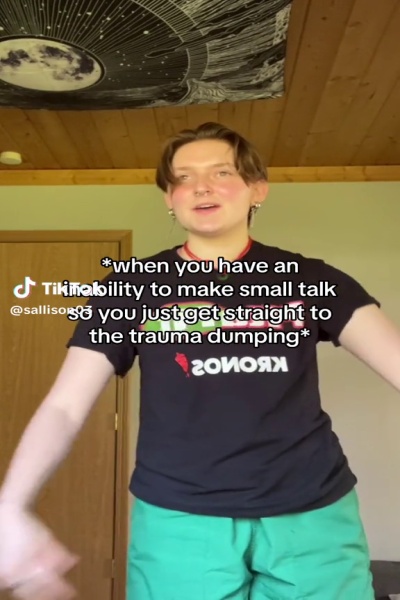 *when you have an
inability to make small talk
so you just get straight to
the trauma dumping*
TikTok
@sallison03
KRONOS!